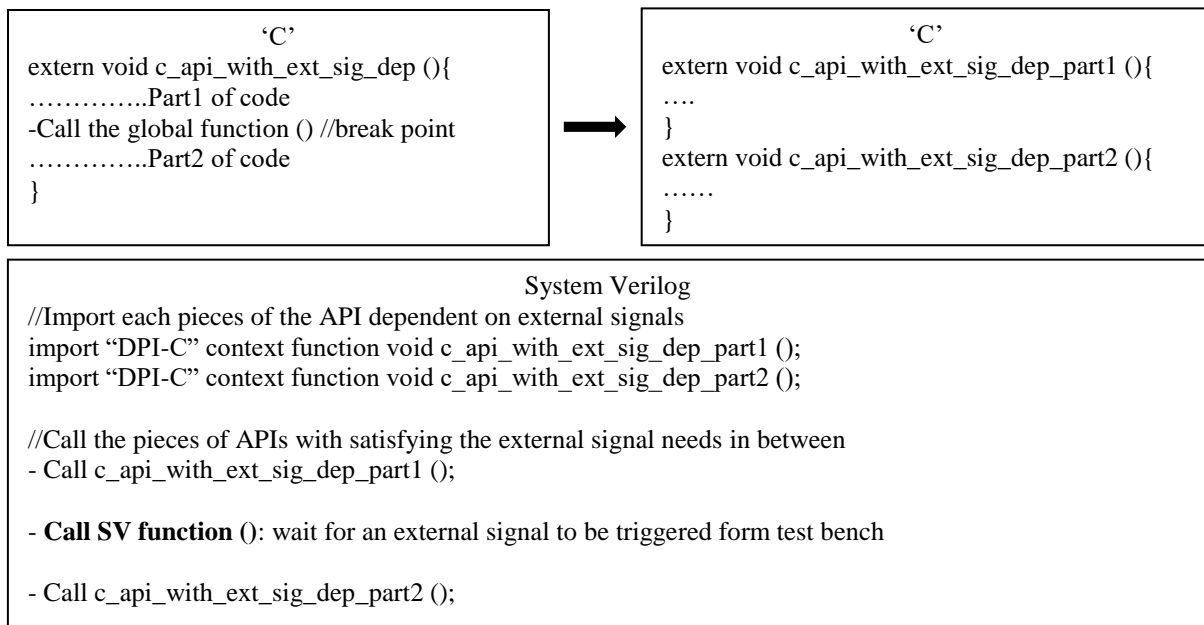 ‘C’
extern void c_api_with_ext_sig_dep (){
…………..Part1 of code
-Call the global function () //break point
…………..Part2 of code
}
‘C’
extern void c_api_with_ext_sig_dep_part1 (){
….
}
extern void c_api_with_ext_sig_dep_part2 (){
……
}
System Verilog
//Import each pieces of the API dependent on external signals
import “DPI-C” context function void c_api_with_ext_sig_dep_part1 ();
import “DPI-C” context function void c_api_with_ext_sig_dep_part2 ();
//Call the pieces of APIs with satisfying the external signal needs in between
- Call c_api_with_ext_sig_dep_part1 ();
- Call SV function (): wait for an external signal to be triggered form test bench
- Call c_api_with_ext_sig_dep_part2 ();